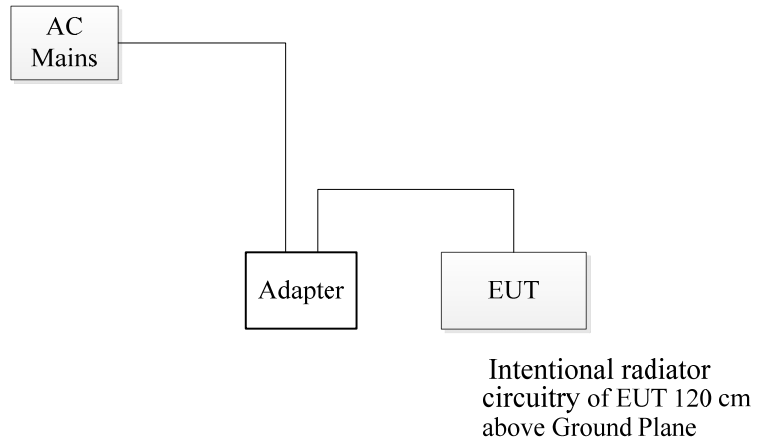 AC
Mains
Adapter
EUT
Intentional radiator
circuitry of EUT 120 cm
above Ground Plane